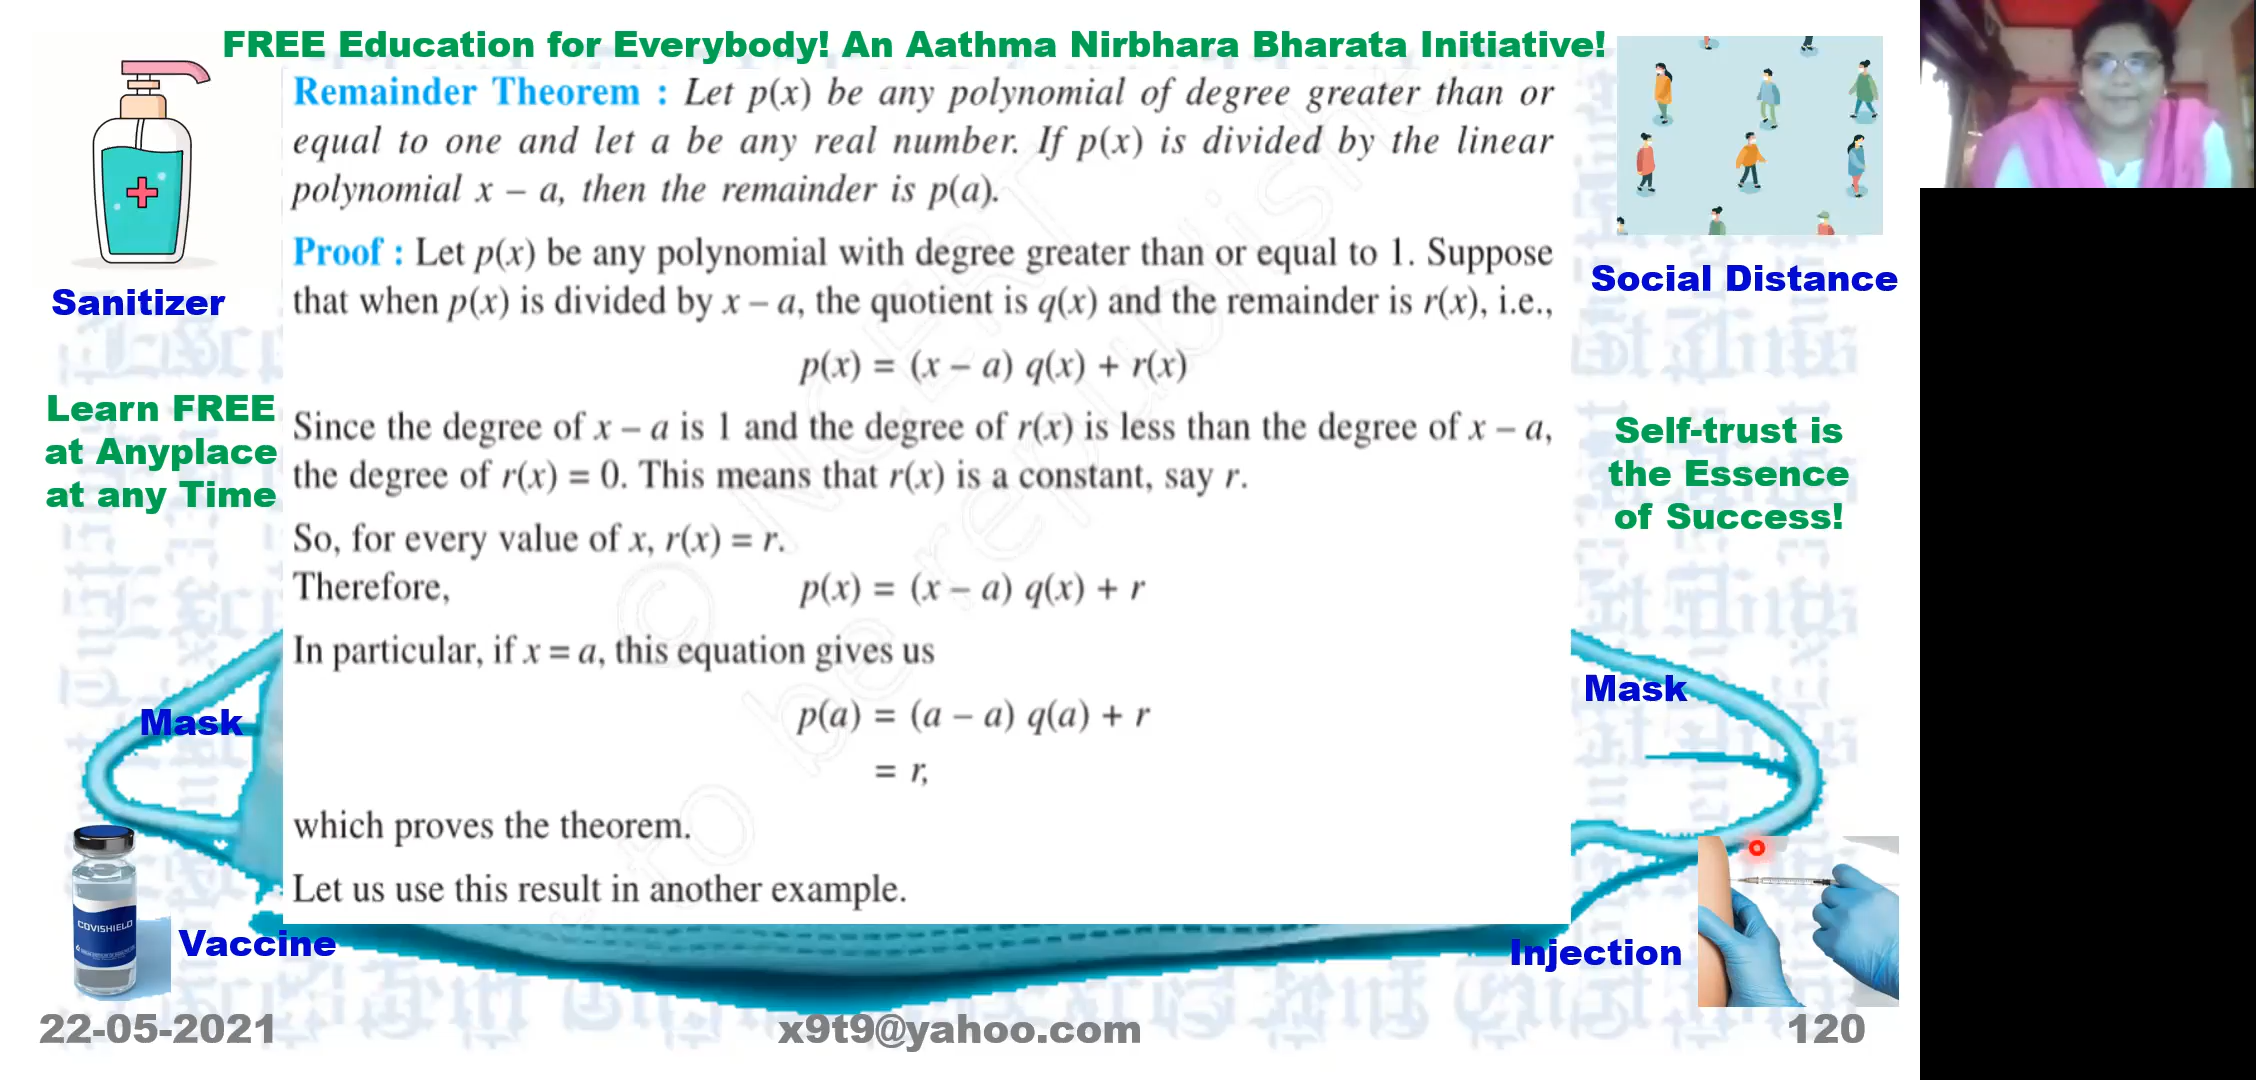 FREE Education for Everybody! An Aathma Nirbhara Bharata Initiative!
Remainder Theorem : Let p(x) be any polynomial of degree greater than or
equal to one and let a be any real number. If p(x) is divided by the linear
polynomial x – a, then the remainder is p(a).
Proof : Let p(x) be any polynomial with degree greater than or equal to 1. Suppose
that when p(x) is divided by x – a, the quotient is q(x) and the remainder is r(x), i.e.,
p(x) = (x – a) q(x) + r(x)
Since the degree of x – a is 1 and the degree of r(x) is less than the degree of x – a,
the degree of r(x) = 0. This means that r(x) is a constant, say r.
So, for every value of x, r(x) = r.
Therefore, p(x) = (x – a) q(x) + r
In particular, if x = a, this equation gives us
p(a) = (a – a) q(a) + r
= r,
which proves the theorem.
Let us use this result in another example.
Sanitizer
Learn FREE
at Anyplace
at any Time
Mask
COVISHIELD
Vaccine
Social Distance
Self-trust is
the Essence
of Success!
Mask
Injection
22-05-2021
x9t9@yahoo.com
120
© NCERT
not to be republished